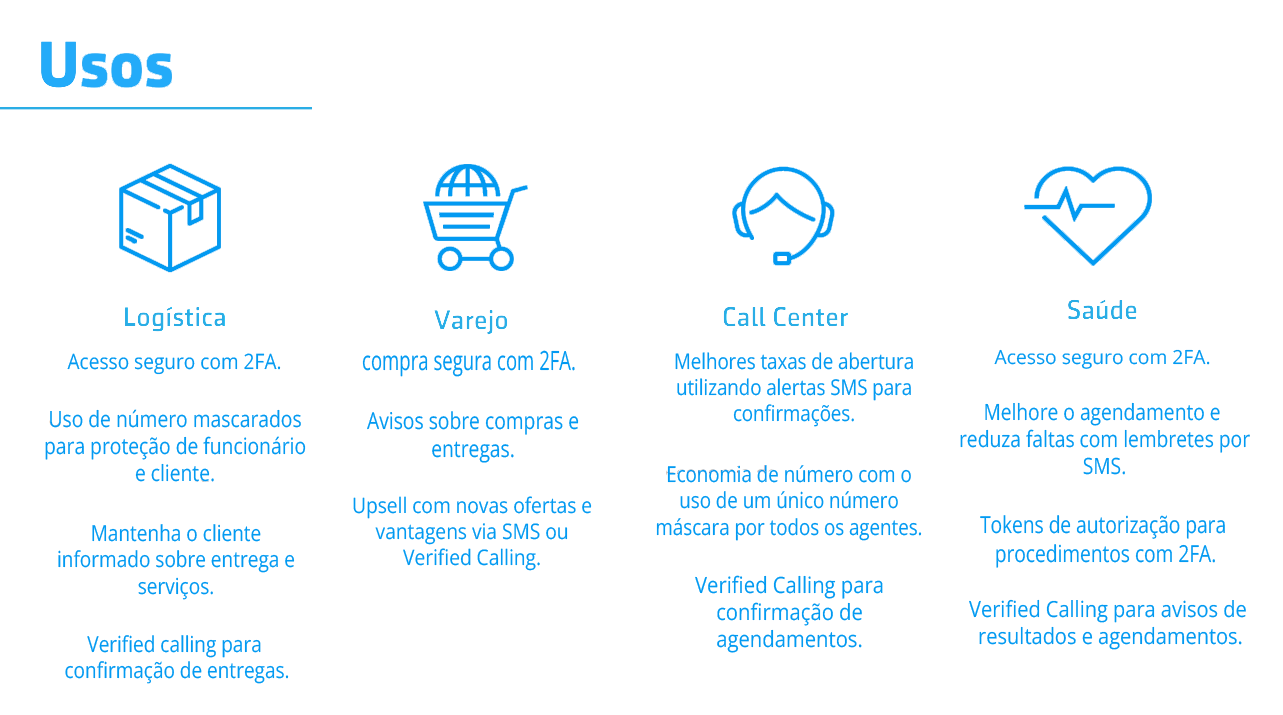 Usos
Logística
Acesso seguro com 2FA.
Uso de número mascarados
para proteção de funcionário
e cliente.
Mantenha o cliente
informado sobre entrega e
serviços.
Verified calling para
confirmação de entregas.
Varejo
compra segura com 2FA.
Avisos sobre compras e
entregas.
Upsell com novas ofertas e
vantagens via SMS ou
Verified Calling.
Call Center
Melhores taxas de abertura
utilizando alertas SMS para
confirmações.
Economia de número com o
uso de um único número
máscara por todos os agentes.
Verified Calling para
confirmação de
agendamentos.
Saúde
Acesso seguro com 2FA.
Melhore o agendamento e
reduza faltas com lembretes por
SMS.
Tokens de autorização para
procedimentos com 2FA.
Verified Calling para avisos de
resultados e agendamentos.